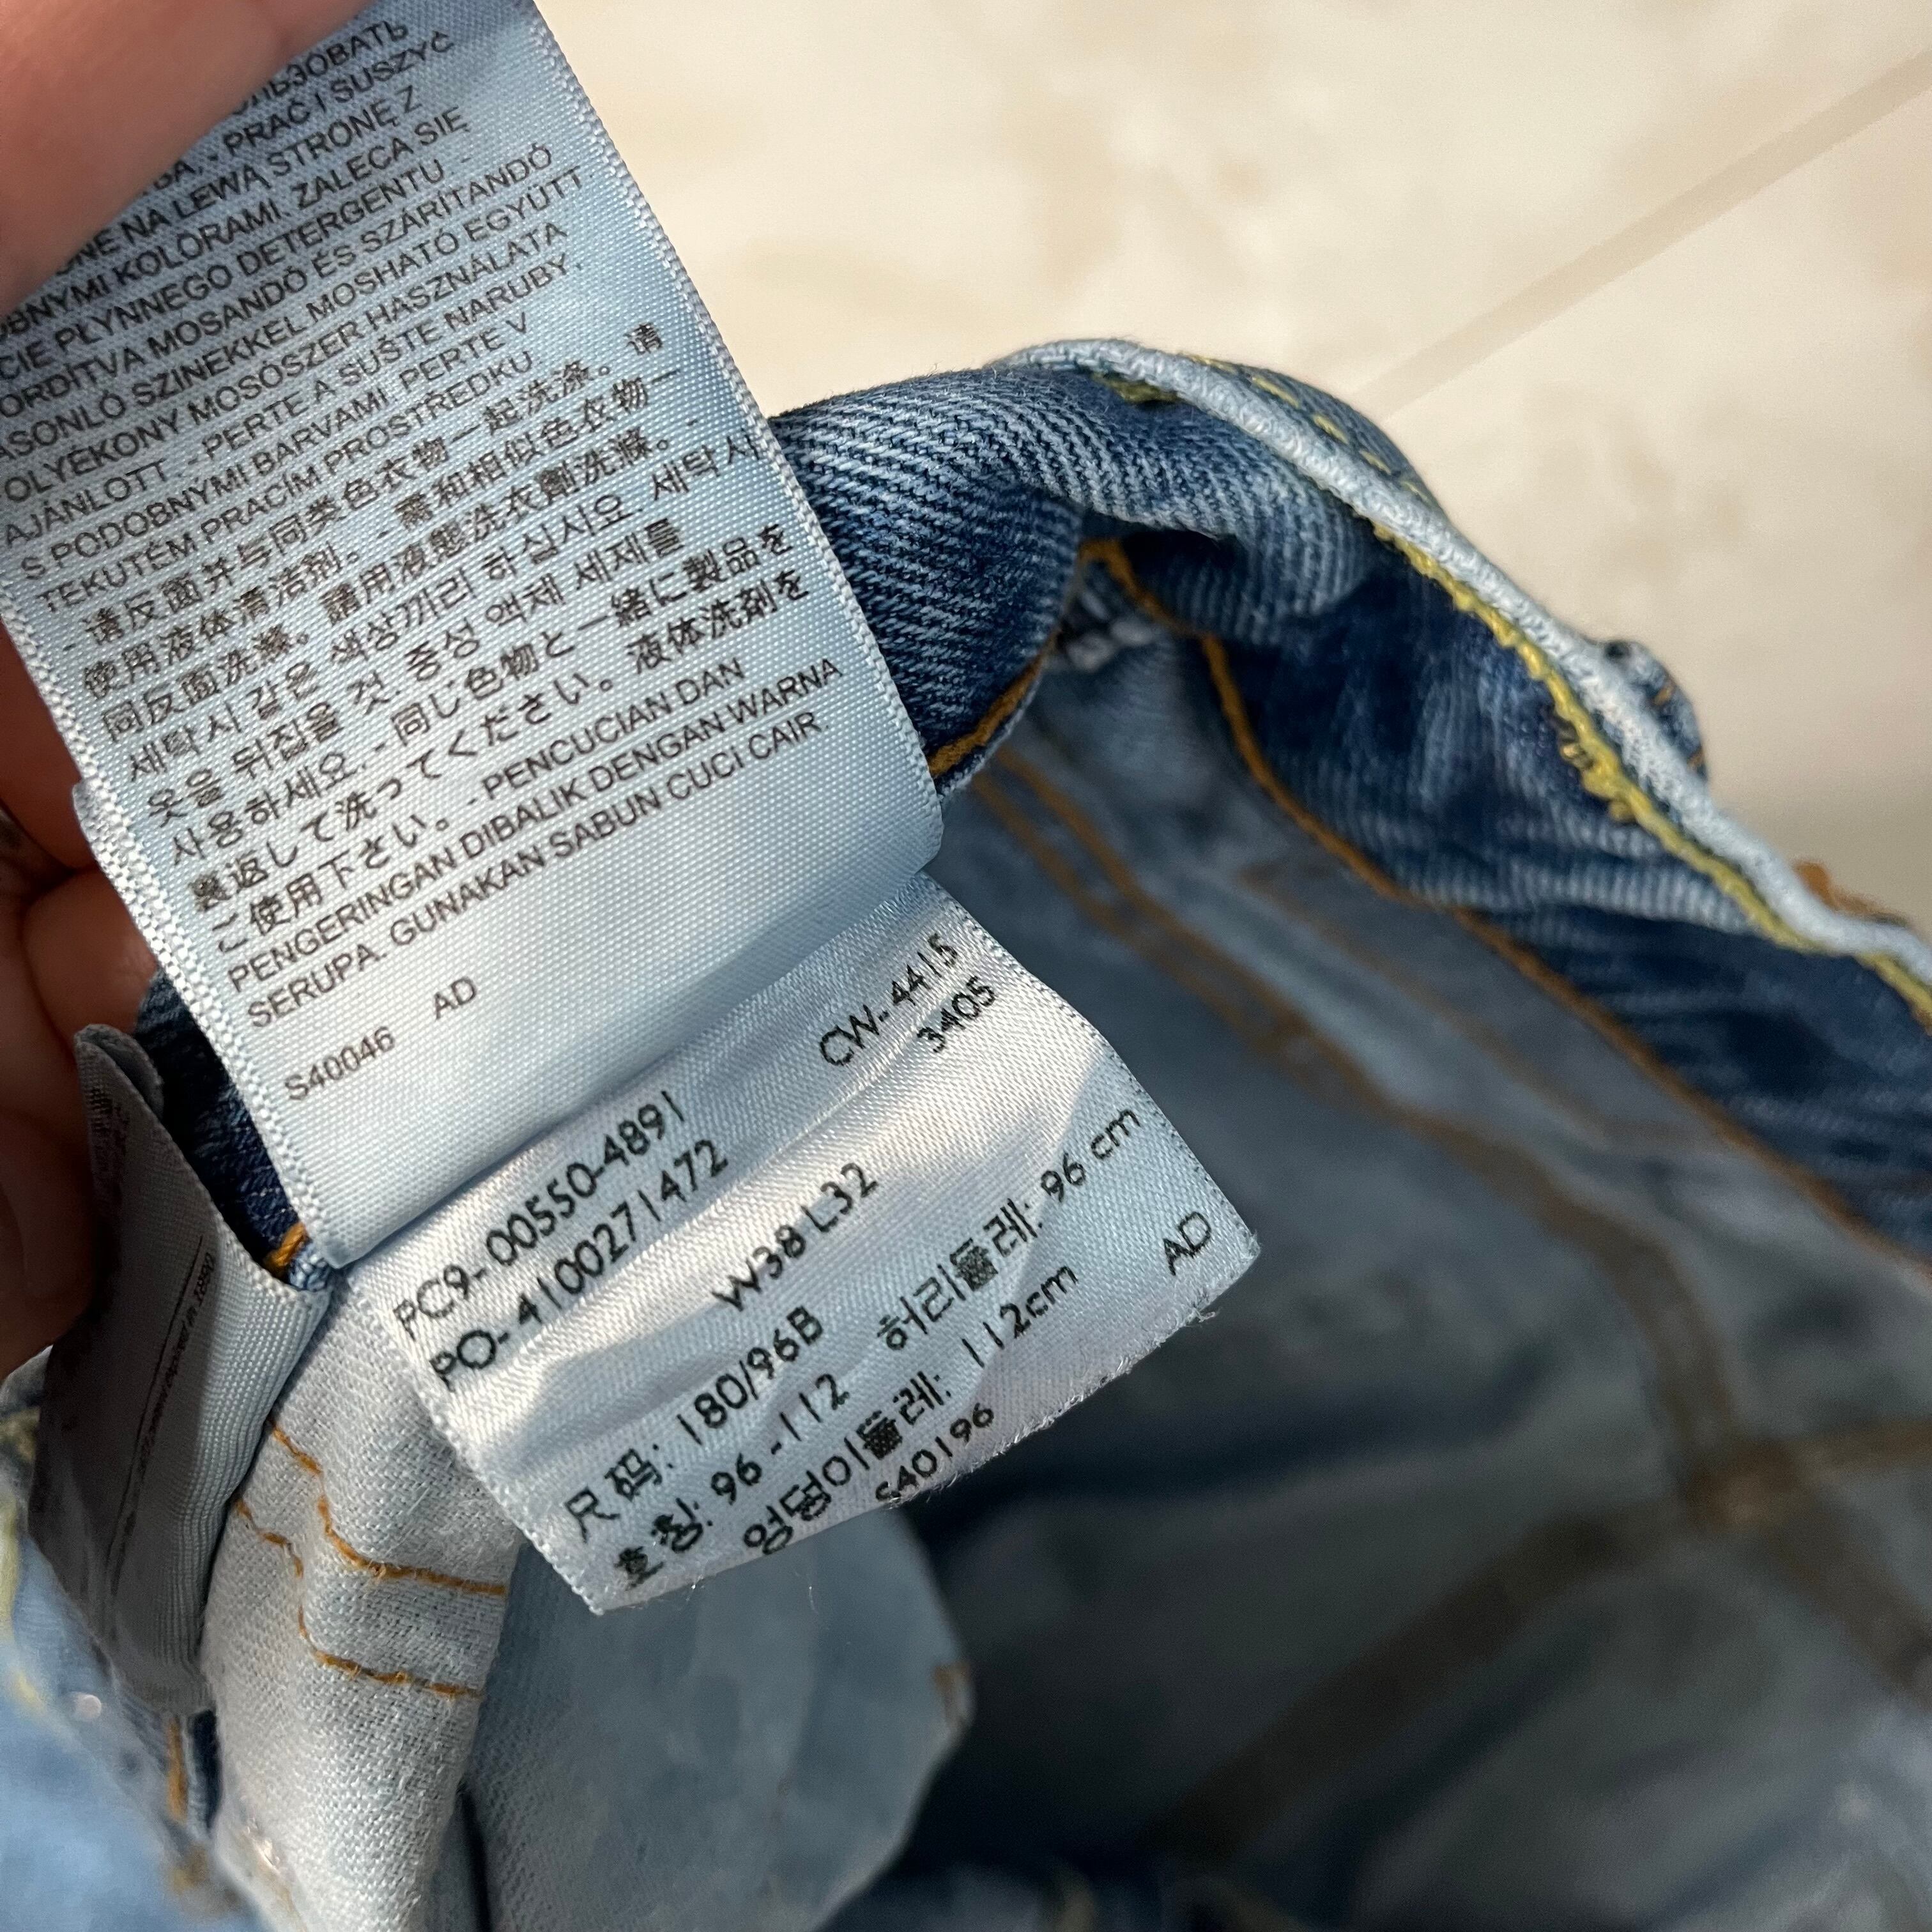 - PRAĆ I SUSZYĆ
NA LEWĄ STRONĘ Z
KOLORAMI. ZALECA SIĘ
PŁYNNEGO DETERGENTU -
MOSANDÓ ÉS SZÁRÍTANDÓ
SZINEKKEL MOSHATÓ EGYÜTT
MOSÓSZER HASZNÁLATA
AJÁNLOTT. - PERTE A SUŠTE NARUBY.
S PODOBNYMI BARVAMI. PERTE V
TEKUTÉM PRACÍM PROSTŘEDKU
- 请反面并与同类色衣物一起洗涤。请
使用液体清洁剂。- 需和相似色衣物一
同反面洗滌。請用液態洗衣劑洗滌。-
세탁시 같은 색상끼리 하십시요. 세탁시
옷을 뒤집을 것. 중성 액체 세제를
사용하세요. - 同じ色物と一緒に製品を
裏返して洗ってください。液体洗剤を
ご使用下さい。- PENCUCIAN DAN
PENGERINGAN DIBALIK DENGAN WARNA
SERUPA. GUNAKAN SABUN CUCI CAIR.
S40046 AD
CW-4415
PC9-00550-4891 3405
PO-4100271472
W38 L32
尺码: 180/96B
호칭: 96 -112 허리둘레: 96 cm
엉덩이둘레: 112cm AD
S40196